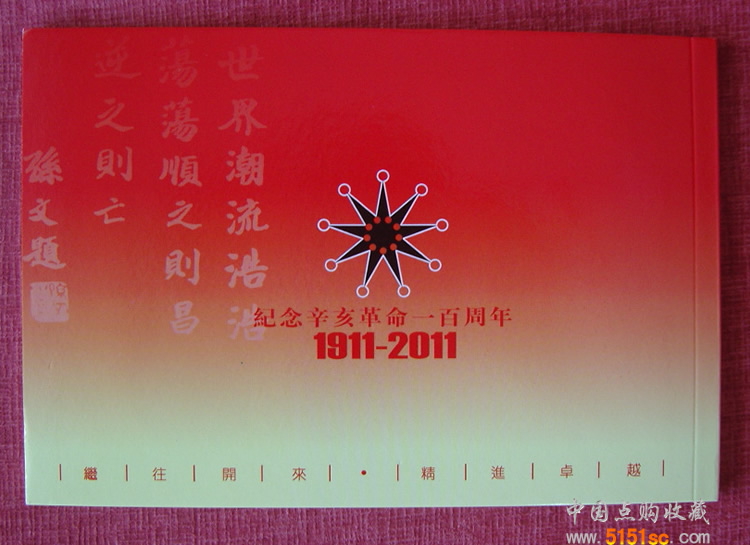 世界潮流浩浩
蕩蕩順之則昌
逆之則亡
孫文題
紀念辛亥革命一百周年
1911-2011
繼往開來·精進卓越
中国点购收藏
www.5151sc.com